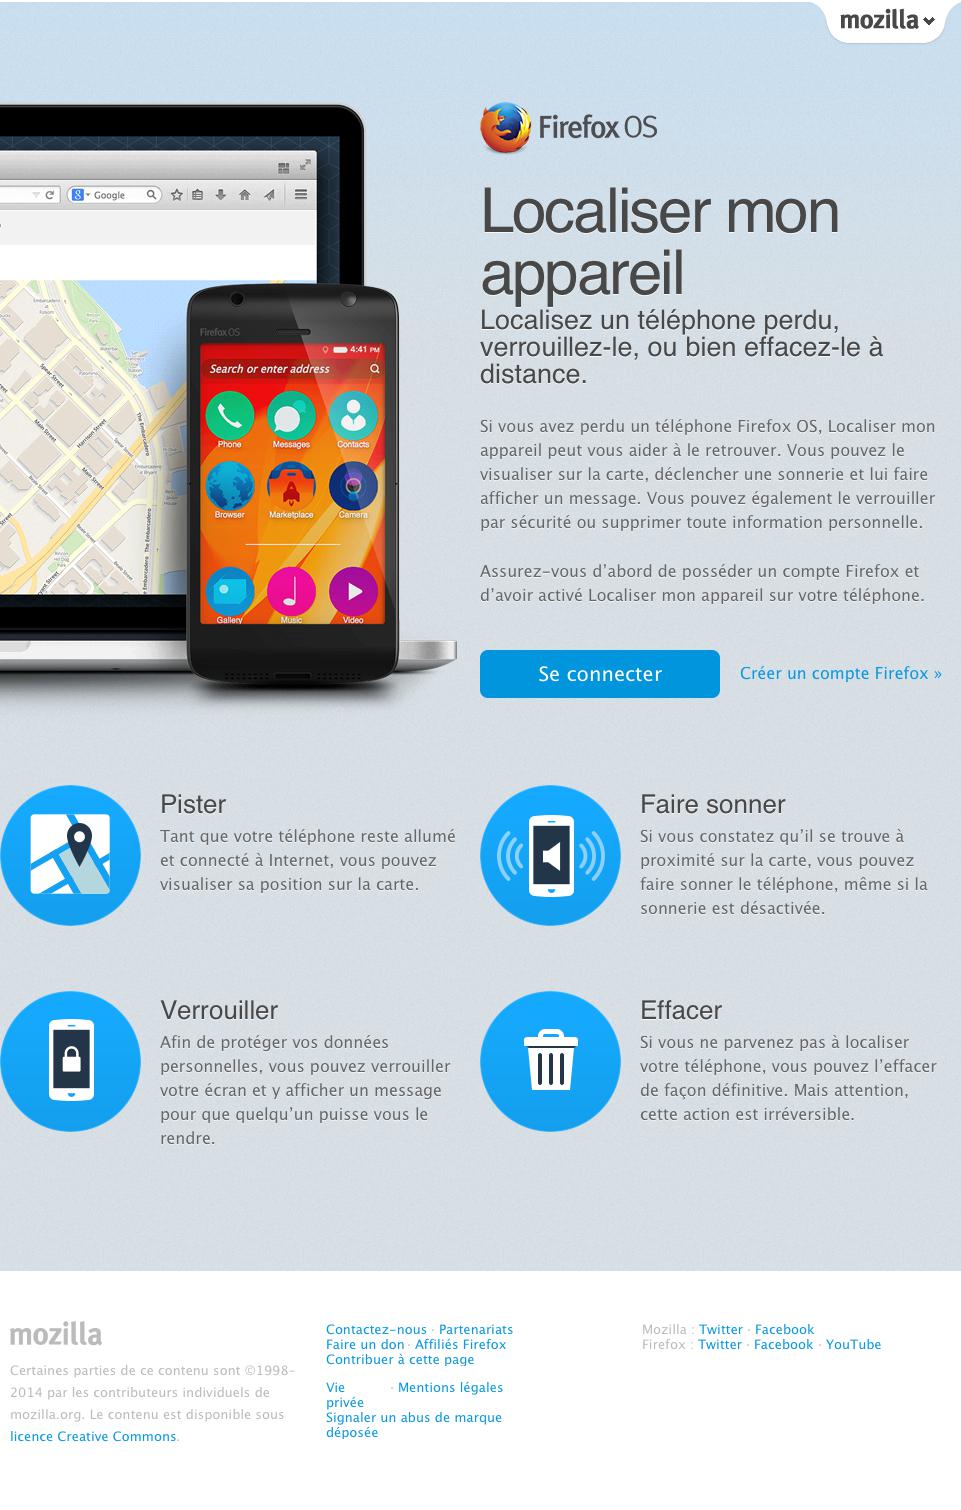 mozilla
Firefox OS
Localiser mon
appareil
Localisez un téléphone perdu,
verrouillez-le, ou bien effacez-le à
distance.
Si vous avez perdu un téléphone Firefox OS, Localiser mon
appareil peut vous aider à le retrouver. Vous pouvez le
visualiser sur la carte, déclencher une sonnerie et lui faire
afficher un message. Vous pouvez également le verrouiller
par sécurité ou supprimer toute information personnelle.
Assurez-vous d’abord de posséder un compte Firefox et
d’avoir activé Localiser mon appareil sur votre téléphone.
Se connecter
Créer un compte Firefox »
Google
Spear Street
Main Street
Harrison Street
The Embarcadero
Firefox OS
4:41 PM
Search or enter address
Phone
Messages
Contacts
Browser
Marketplace
Camera
Gallery
Music
Video
Pister
Tant que votre téléphone reste allumé
et connecté à Internet, vous pouvez
visualiser sa position sur la carte.
Faire sonner
Si vous constatez qu’il se trouve à
proximité sur la carte, vous pouvez
faire sonner le téléphone, même si la
sonnerie est désactivée.
Verrouiller
Afin de protéger vos données
personnelles, vous pouvez verrouiller
votre écran et y afficher un message
pour que quelqu’un puisse vous le
rendre.
Effacer
Si vous ne parvenez pas à localiser
votre téléphone, vous pouvez l’effacer
de façon définitive. Mais attention,
cette action est irréversible.
mozilla
Certaines parties de ce contenu sont ©1998–
2014 par les contributeurs individuels de
mozilla.org. Le contenu est disponible sous
licence Creative Commons.
Contactez-nous · Partenariats
Faire un don · Affiliés Firefox
Contribuer à cette page
Vie privée · Mentions légales
Signaler un abus de marque
déposée
Mozilla : Twitter · Facebook
Firefox : Twitter · Facebook · YouTube